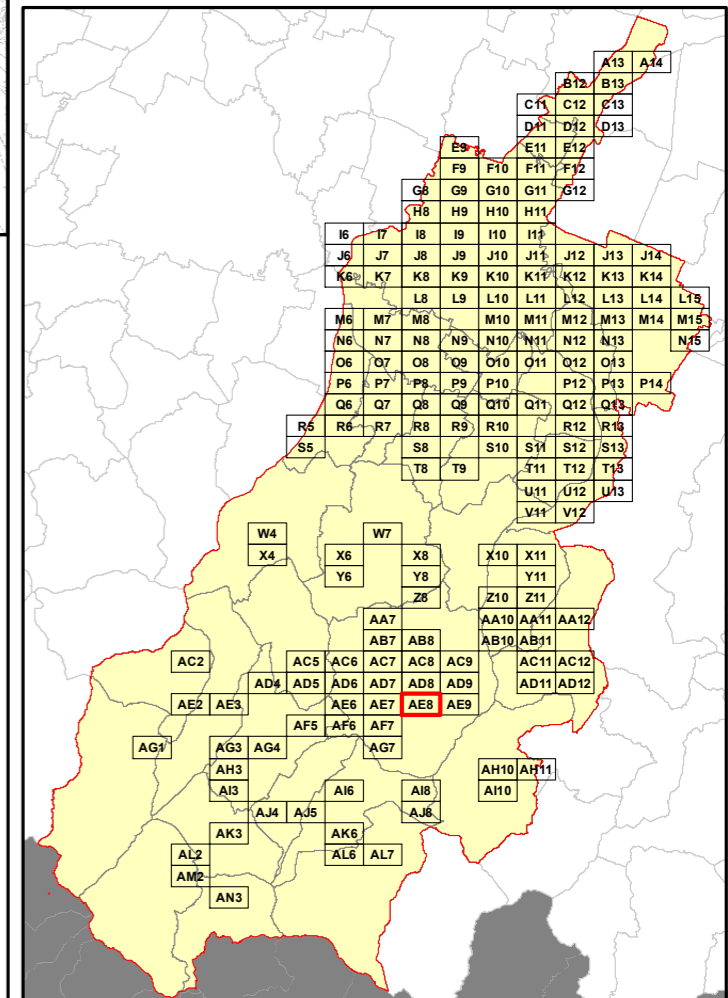 A13 A14
B12 B13
C11 C12 C13
D11 D12 D13
E9 E11 E12
F9 F10 F11 F12
G8 G9 G10 G11 G12
H8 H9 H10 H11
I6 I7 I8 I9 I10 I11
J6 J7 J8 J9 J10 J11 J12 J13 J14
K6 K7 K8 K9 K10 K11 K12 K13 K14
L8 L9 L10 L11 L12 L13 L14 L15
M6 M7 M8 M10 M11 M12 M13 M14 M15
N6 N7 N8 N9 N10 N11 N12 N13 N15
O6 O7 O8 O9 O10 O11 O12 O13
P6 P7 P8 P9 P10 P12 P13 P14
Q6 Q7 Q8 Q9 Q10 Q11 Q12 Q13
R5 R6 R7 R8 R9 R10 R12 R13
S5 S8 S10 S11 S12 S13
T8 T9 T11 T12 T13
U11 U12 U13
V11 V12
W4 W7
X4 X6 X8 X10 X11
Y6 Y8 Y11
Z8 Z10 Z11
AA7 AA10 AA11 AA12
AB7 AB8 AB10 AB11
AC2 AC5 AC6 AC7 AC8 AC9 AC11 AC12
AD4 AD5 AD6 AD7 AD8 AD9 AD11 AD12
AE2 AE3 AE6 AE7 AE8 AE9
AF5 AF6 AF7
AG1 AG3 AG4 AG7
AH3 AH10 AH11
AI3 AI6 AI8 AI10
AJ4 AJ5 AJ8
AK3 AK6
AL2 AL6 AL7
AM2
AN3